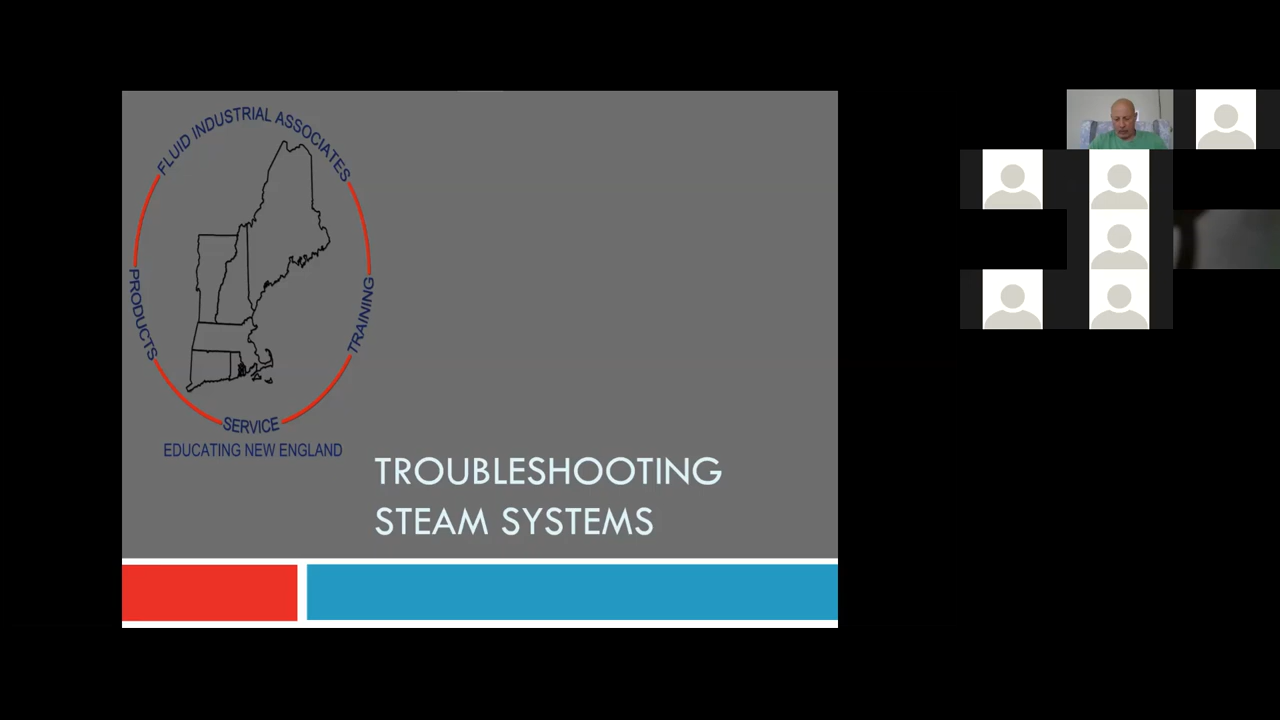 FLUID INDUSTRIAL ASSOCIATES
PRODUCTS
TRAINING
SERVICE
EDUCATING NEW ENGLAND
TROUBLESHOOTING
STEAM SYSTEMS